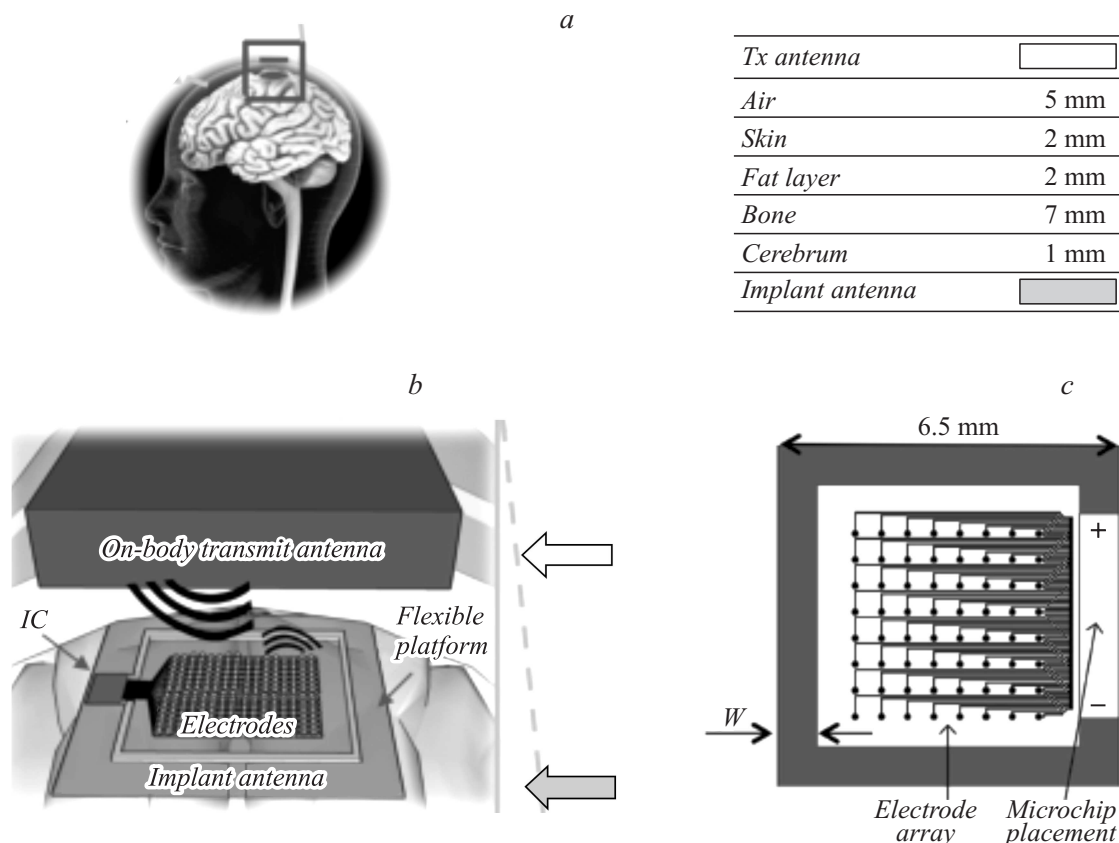 a
Tx antenna
Air 5 mm
Skin 2 mm
Fat layer 2 mm
Bone 7 mm
Cerebrum 1 mm
Implant antenna
b
On-body transmit antenna
IC
Flexible
platform
Electrodes
Implant antenna
c
6.5 mm
+
–
W
Electrode
array
Microchip
placement